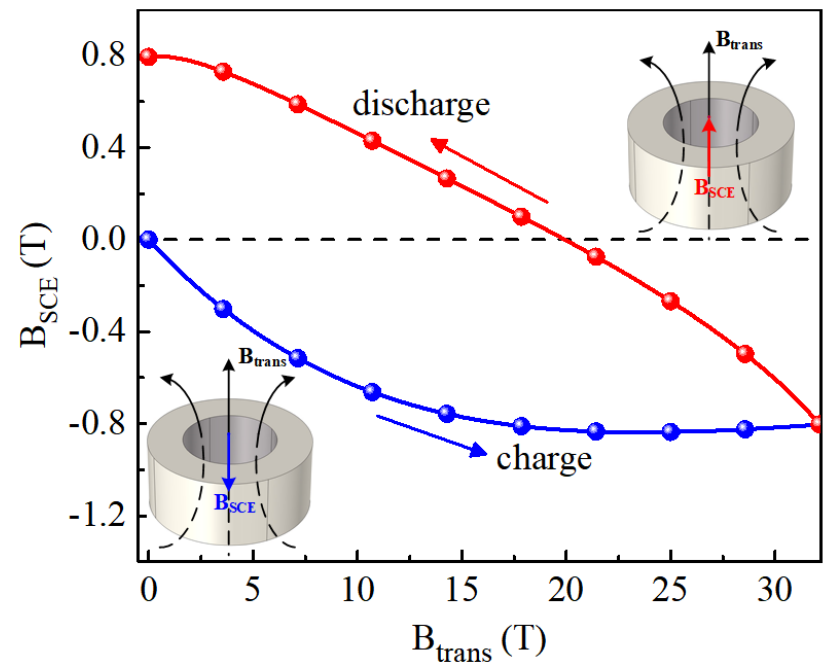 0.8
0.4
0.0
-0.4
-0.8
-1.2
B_SCE (T)
0
5
10
15
20
25
30
B_trans (T)
discharge
charge
B_trans
B_SCE
B_trans
B_SCE